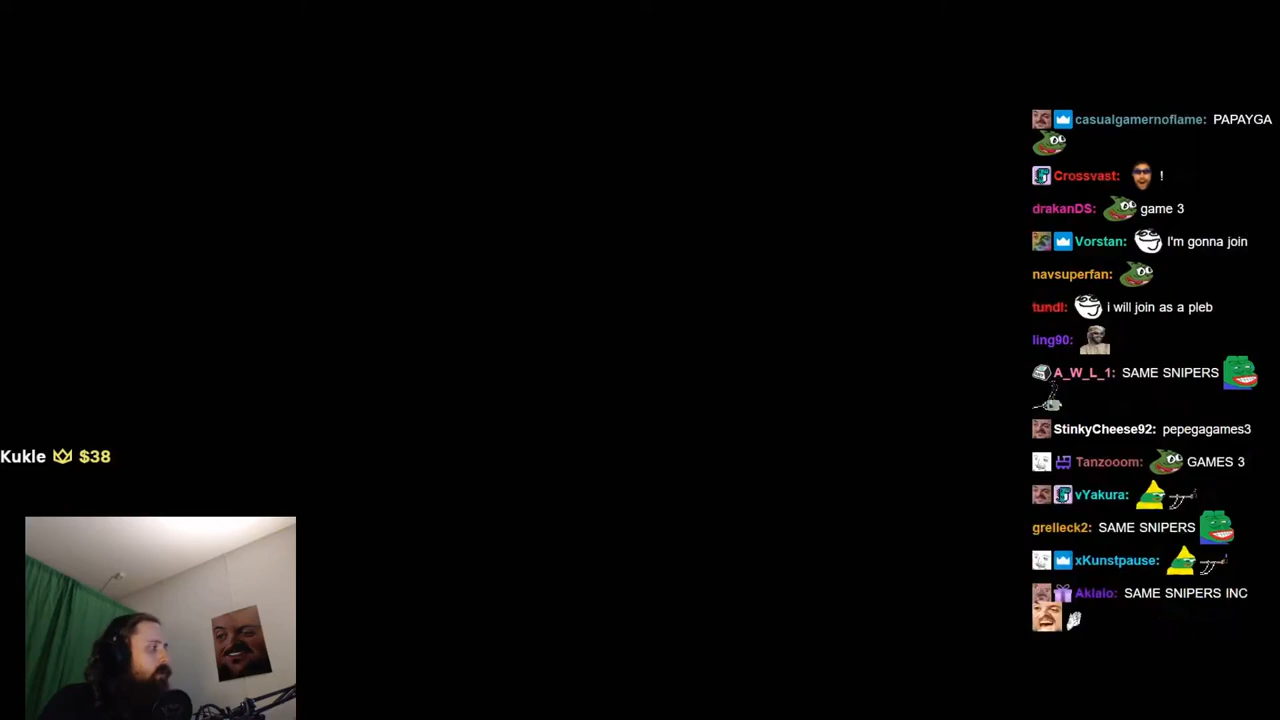 casualgamernoflame: PAPAYGA
Crossvast: !
drakanDS: game 3
Vorstan: I'm gonna join
navsuperfan:
tundl: i will join as a pleb
ling90:
A_W_L_1: SAME SNIPERS
StinkyCheese92: pepegagames3
Kukle $38
Tanzooom: GAMES 3
vYakura:
grelleck2: SAME SNIPERS
xKunstpause:
Aklalo: SAME SNIPERS INC